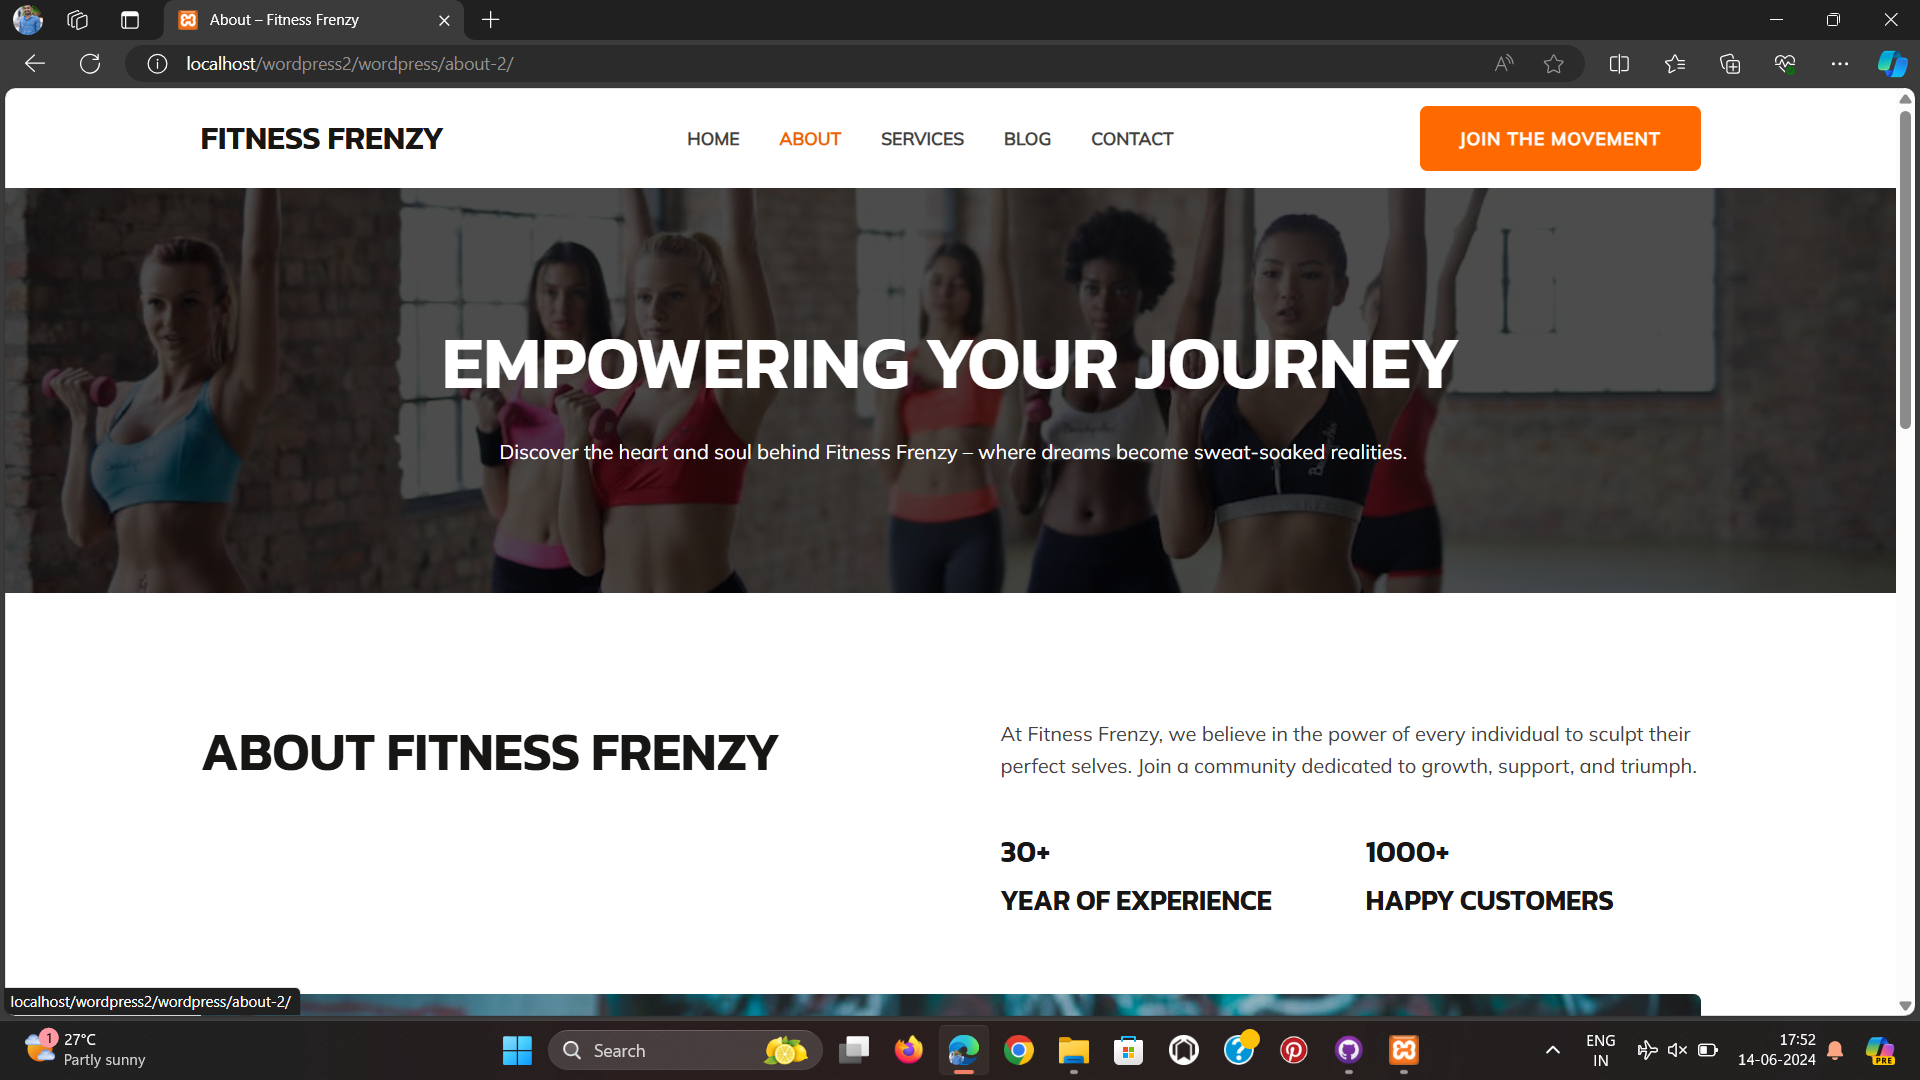 About – Fitness Frenzy
localhost/wordpress2/wordpress/about-2/
FITNESS FRENZY
HOME ABOUT SERVICES BLOG CONTACT
JOIN THE MOVEMENT
EMPOWERING YOUR JOURNEY
Discover the heart and soul behind Fitness Frenzy – where dreams become sweat-soaked realities.
ABOUT FITNESS FRENZY
At Fitness Frenzy, we believe in the power of every individual to sculpt their
perfect selves. Join a community dedicated to growth, support, and triumph.
30+
YEAR OF EXPERIENCE
1000+
HAPPY CUSTOMERS
localhost/wordpress2/wordpress/about-2/
1
27°C
Partly sunny
Search
ENG
IN
17:52
14-06-2024
PRE